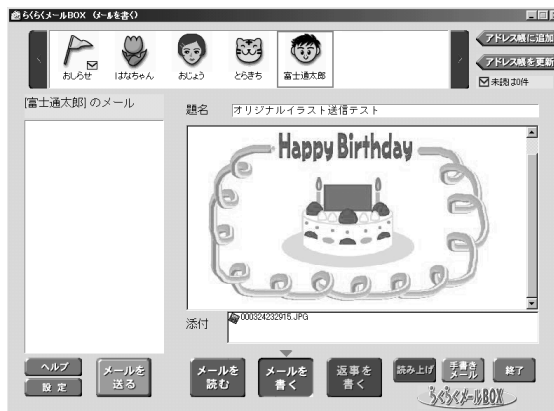 らくらくメールBOX (メールを書く)
アドレス帳に追加
アドレス帳を更新
未読は0件
おしらせ
はなちゃん
おじょう
とらきち
富士通太郎
[富士通太郎]のメール
題名 オリジナルイラスト送信テスト
Happy Birthday
添付 000324232915.JPG
ヘルプ
設定
メールを
送る
メールを
読む
メールを
書く
返事を
書く
読み上げ
手書き
メール
終了
らくらくメールBOX